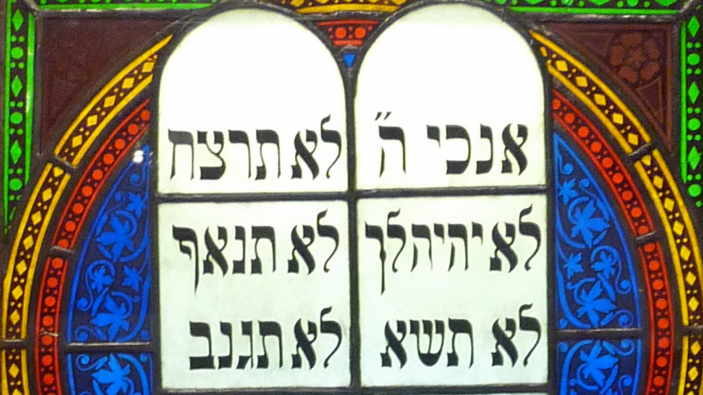 אנכי ה״
לא יהיה לך
לא תשא
לא תרצח
לא תנאף
לא תגנב